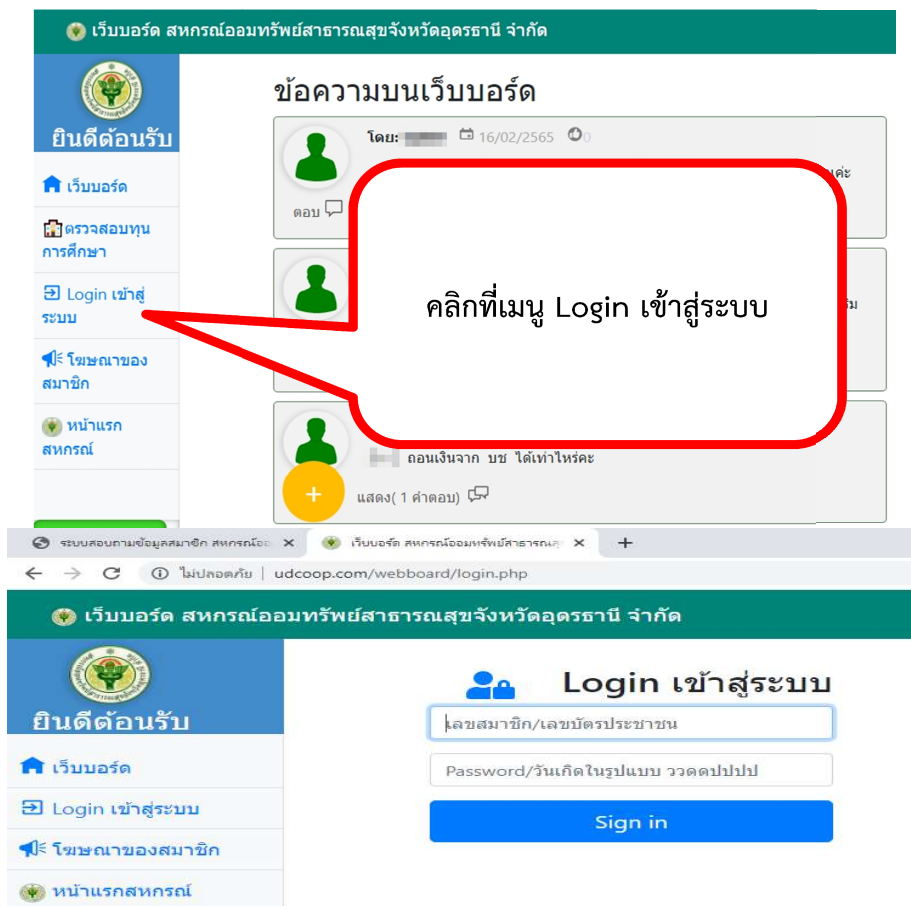 เว็บบอร์ด สหกรณ์ออมทรัพย์สาธารณสุขจังหวัดอุดรธานี จำกัด
ยินดีต้อนรับ
เว็บบอร์ด
ตรวจสอบทุน
การศึกษา
Login เข้าสู่
ระบบ
โฆษณาของ
สมาชิก
หน้าแรก
สหกรณ์
ข้อความบนเว็บบอร์ด
โดย: 16/02/2565 0
ตอบ
คลิกที่เมนู Login เข้าสู่ระบบ
ถอนเงินจาก บช ได้เท่าไหร่คะ
+ แสดง( 1 คำตอบ)
ระบบสอบถามข้อมูลสมาชิก สหกรณ์ออ
เว็บบอร์ด สหกรณ์ออมทรัพย์สาธารณสุ
ไม่ปลอดภัย | udcoop.com/webboard/login.php
เว็บบอร์ด สหกรณ์ออมทรัพย์สาธารณสุขจังหวัดอุดรธานี จำกัด
ยินดีต้อนรับ
เว็บบอร์ด
Login เข้าสู่ระบบ
โฆษณาของสมาชิก
หน้าแรกสหกรณ์
Login เข้าสู่ระบบ
เลขสมาชิก/เลขบัตรประชาชน
Password/วันเกิดในรูปแบบ ววดดปปปป
Sign in